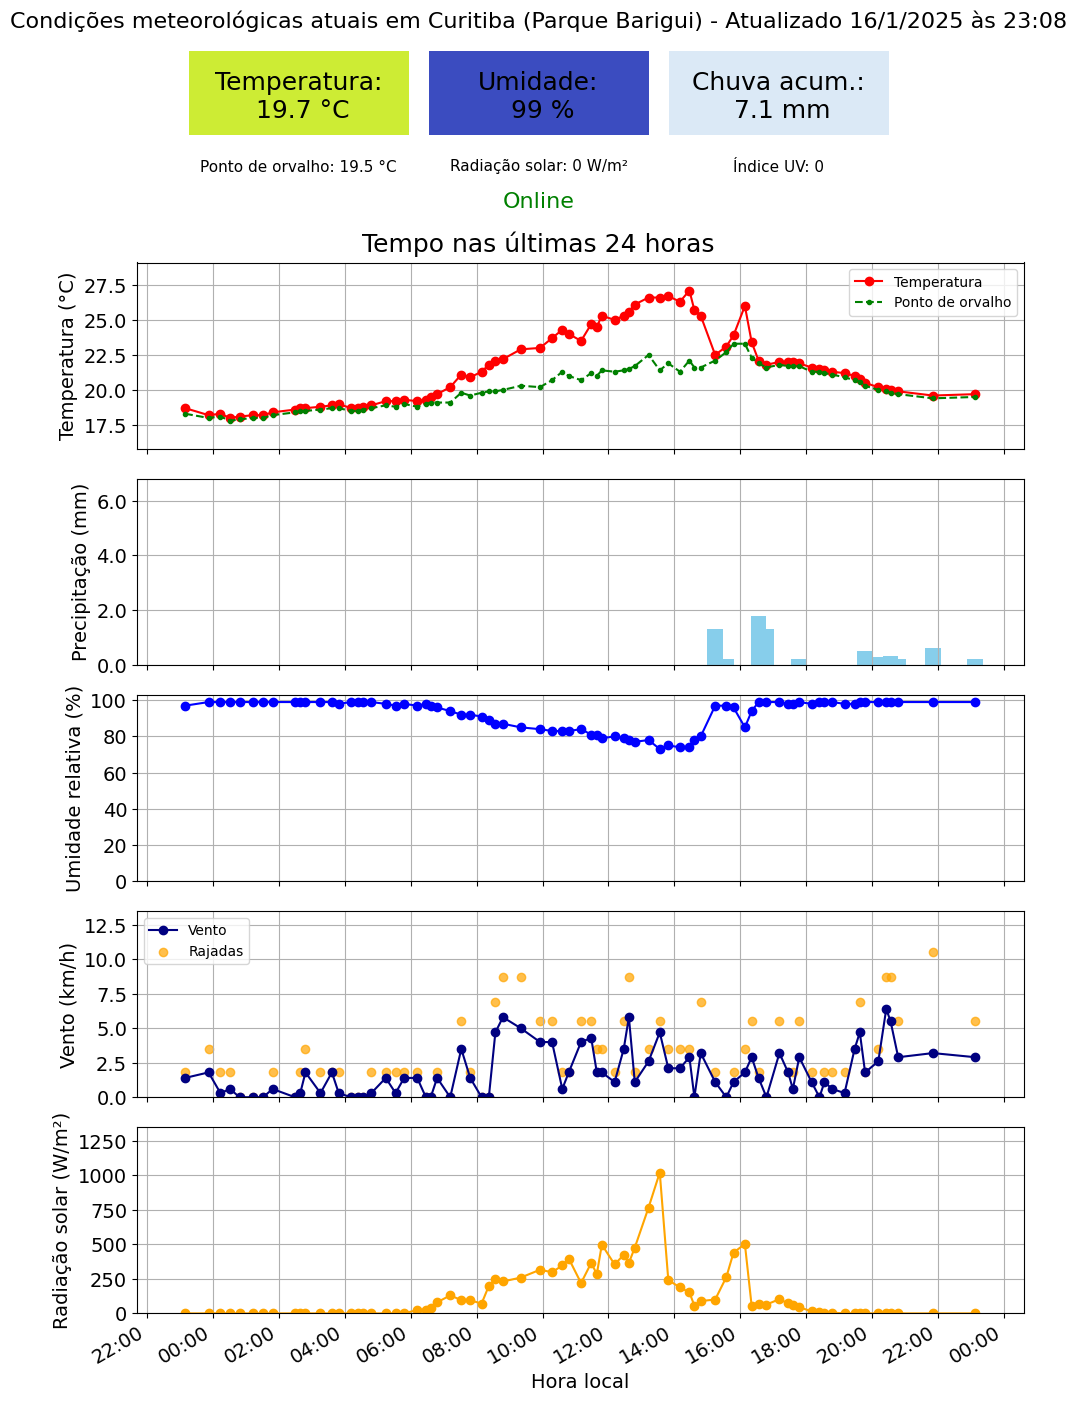 Condições meteorológicas atuais em Curitiba (Parque Barigui) - Atualizado 16/1/2025 às 23:08
Temperatura:
19.7 °C
Umidade:
99 %
Chuva acum.:
7.1 mm
Ponto de orvalho: 19.5 °C
Radiação solar: 0 W/m²
Índice UV: 0
Online
Tempo nas últimas 24 horas
Temperatura (°C)
27.5
25.0
22.5
20.0
17.5
Temperatura
Ponto de orvalho
Precipitação (mm)
6.0
4.0
2.0
0.0
Umidade relativa (%)
100
80
60
40
20
0
Vento (km/h)
12.5
10.0
7.5
5.0
2.5
0.0
Vento
Rajadas
Radiação solar (W/m²)
1250
1000
750
500
250
0
22:00
00:00
02:00
04:00
06:00
08:00
10:00
12:00
14:00
16:00
18:00
20:00
22:00
00:00
Hora local